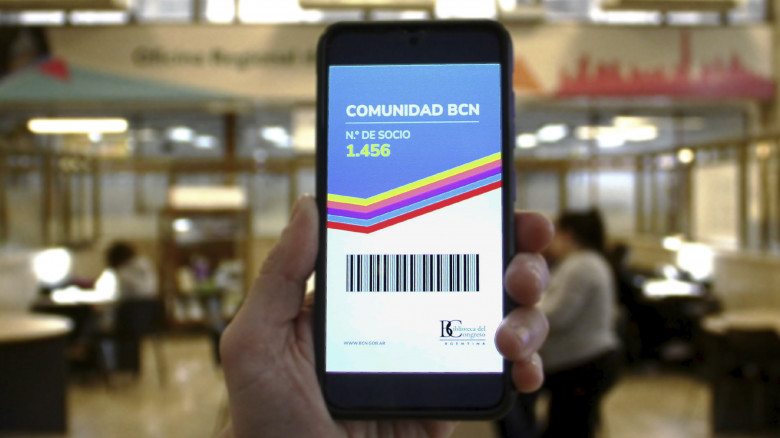 Oficina Regional
COMUNIDAD BCN
N.º DE SOCIO
1.456
Biblioteca del
Congreso
ARGENTINA
WWW.BCN.GOB.AR